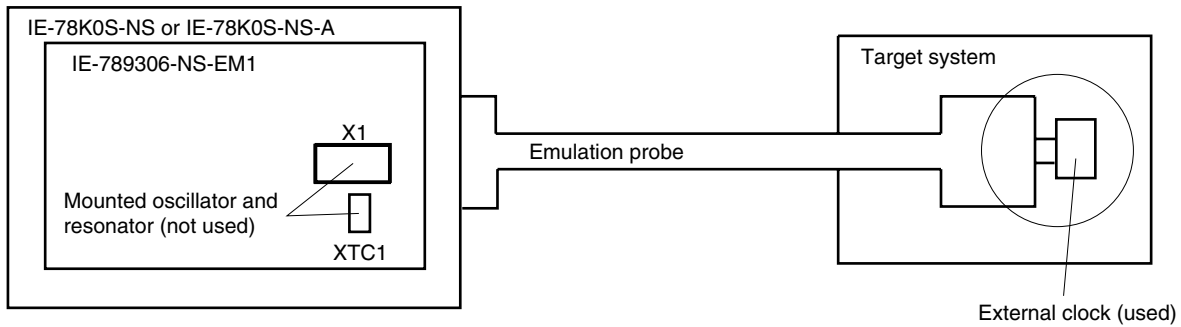 IE-78K0S-NS or IE-78K0S-NS-A
IE-789306-NS-EM1
X1
Mounted oscillator and
resonator (not used)
XTC1
Emulation probe
Target system
External clock (used)